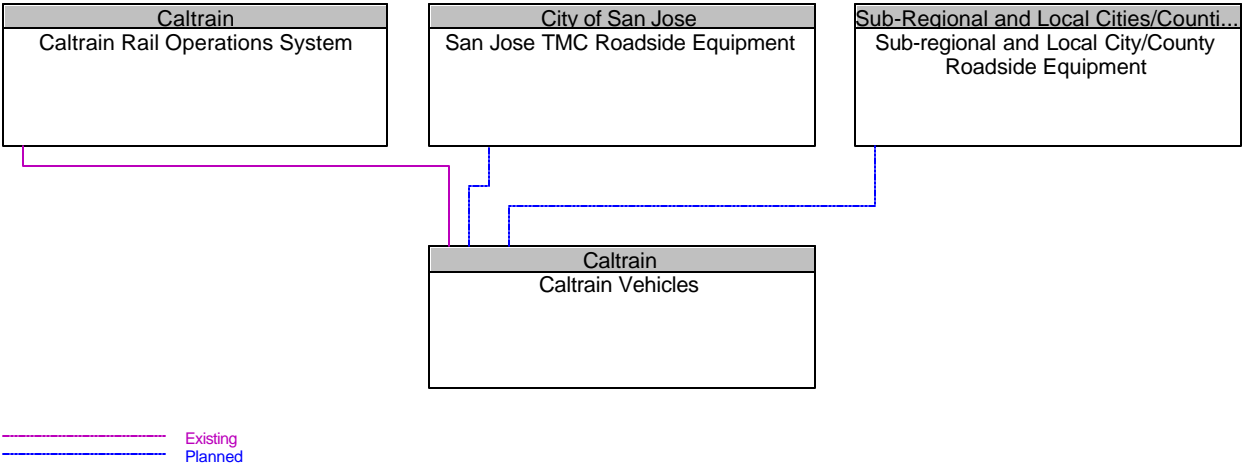 Caltrain
Caltrain Rail Operations System
City of San Jose
San Jose TMC Roadside Equipment
Sub-Regional and Local Cities/Counti...
Sub-regional and Local City/County
Roadside Equipment
Caltrain
Caltrain Vehicles
Existing
Planned